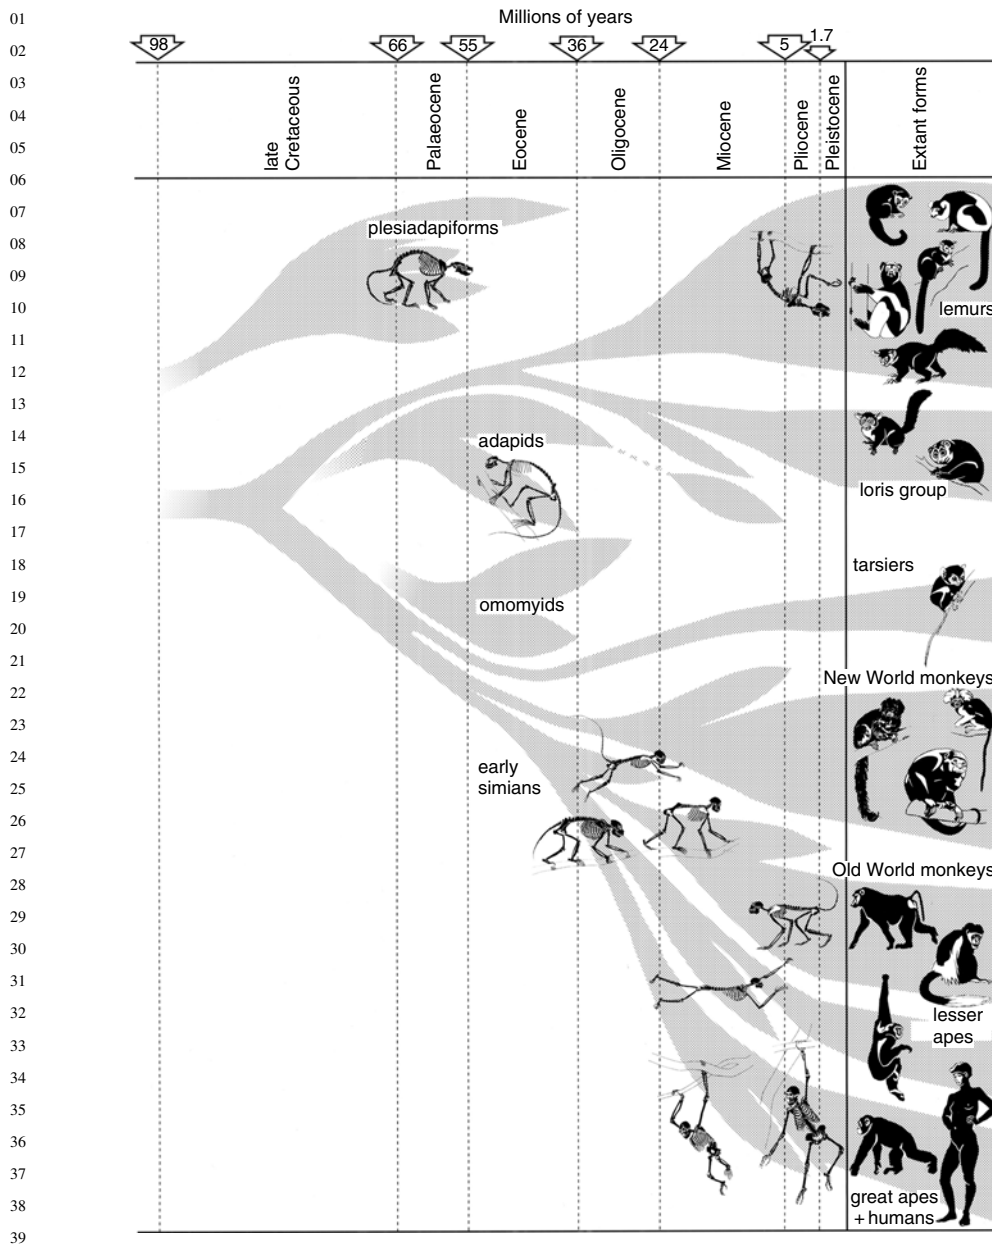 01
Millions of years
02
98
66
55
36
24
5
1.7
03
04
05
late
Cretaceous
Palaeocene
Eocene
Oligocene
Miocene
Pliocene
Pleistocene
Extant forms
06
07
08
plesiadapiforms
09
10
lemurs
11
12
13
14
adapids
15
loris group
16
17
18
tarsiers
19
omomyids
20
21
New World monkeys
22
23
24
early
simians
25
26
27
Old World monkeys
28
29
30
31
32
lesser
apes
33
34
35
36
37
great apes
+ humans
38
39